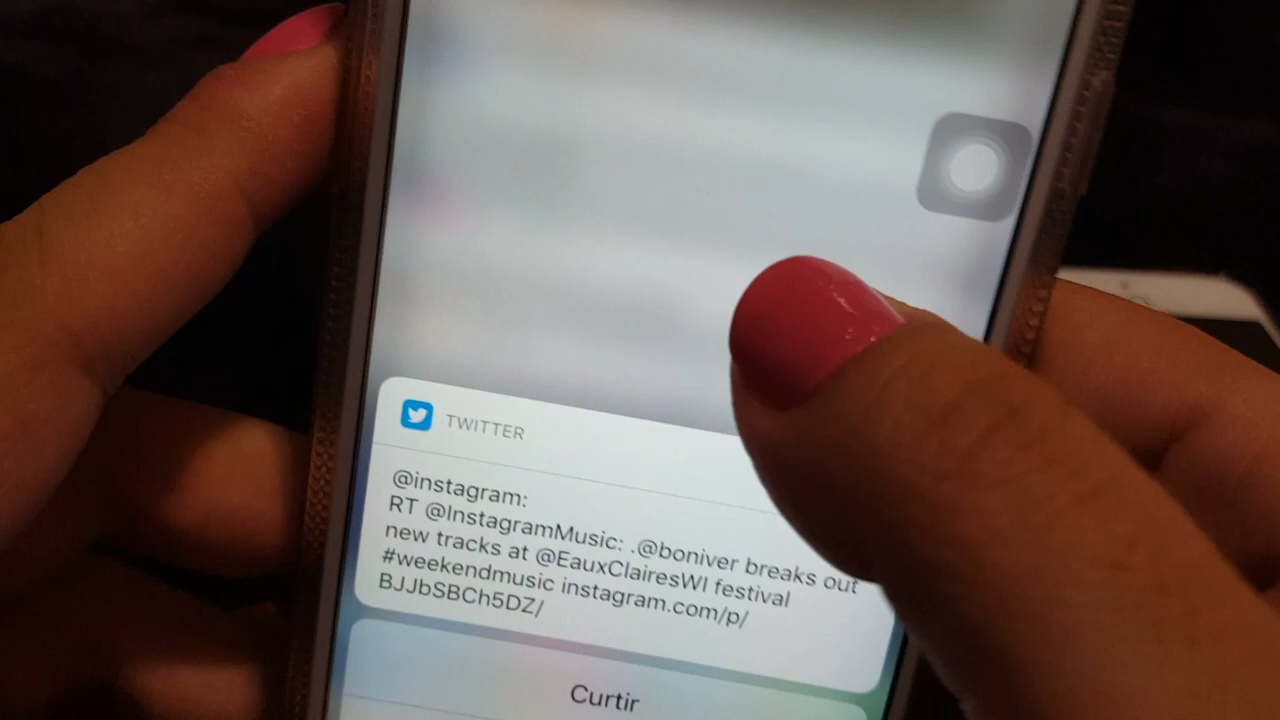 TWITTER
@instagram:
RT @InstagramMusic: .@boniver breaks out
new tracks at @EauxClairesWI festival
#weekendmusic instagram.com/p/
BJJbSBCh5DZ/
Curtir